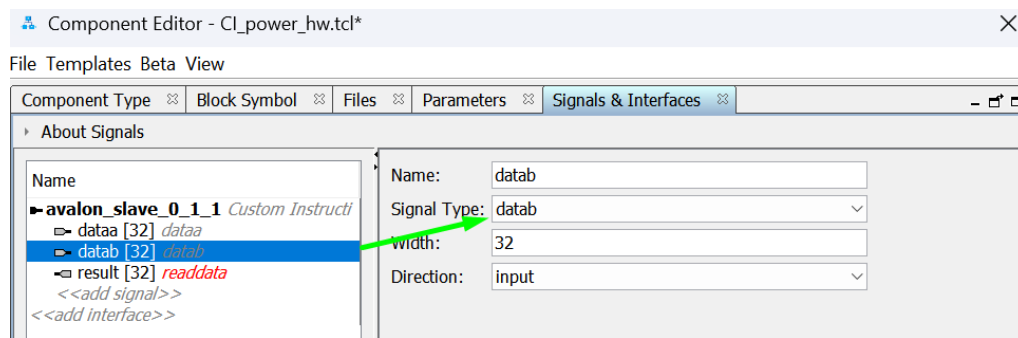 Component Editor - CI_power_hw.tcl*
File Templates Beta View
Component Type Block Symbol Files Parameters Signals & Interfaces
About Signals
Name
avalon_slave_0_1_1 Custom Instructi
dataa [32] dataa
datab [32] datab
result [32] readdata
<<add signal>>
<<add interface>>
Name: datab
Signal Type: datab
Width: 32
Direction: input